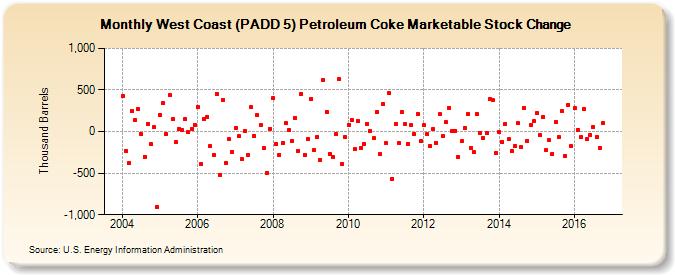 Monthly West Coast (PADD 5) Petroleum Coke Marketable Stock Change
Thousand Barrels
1,000
500
0
-500
-1,000
2004 2006 2008 2010 2012 2014 2016
Source: U.S. Energy Information Administration